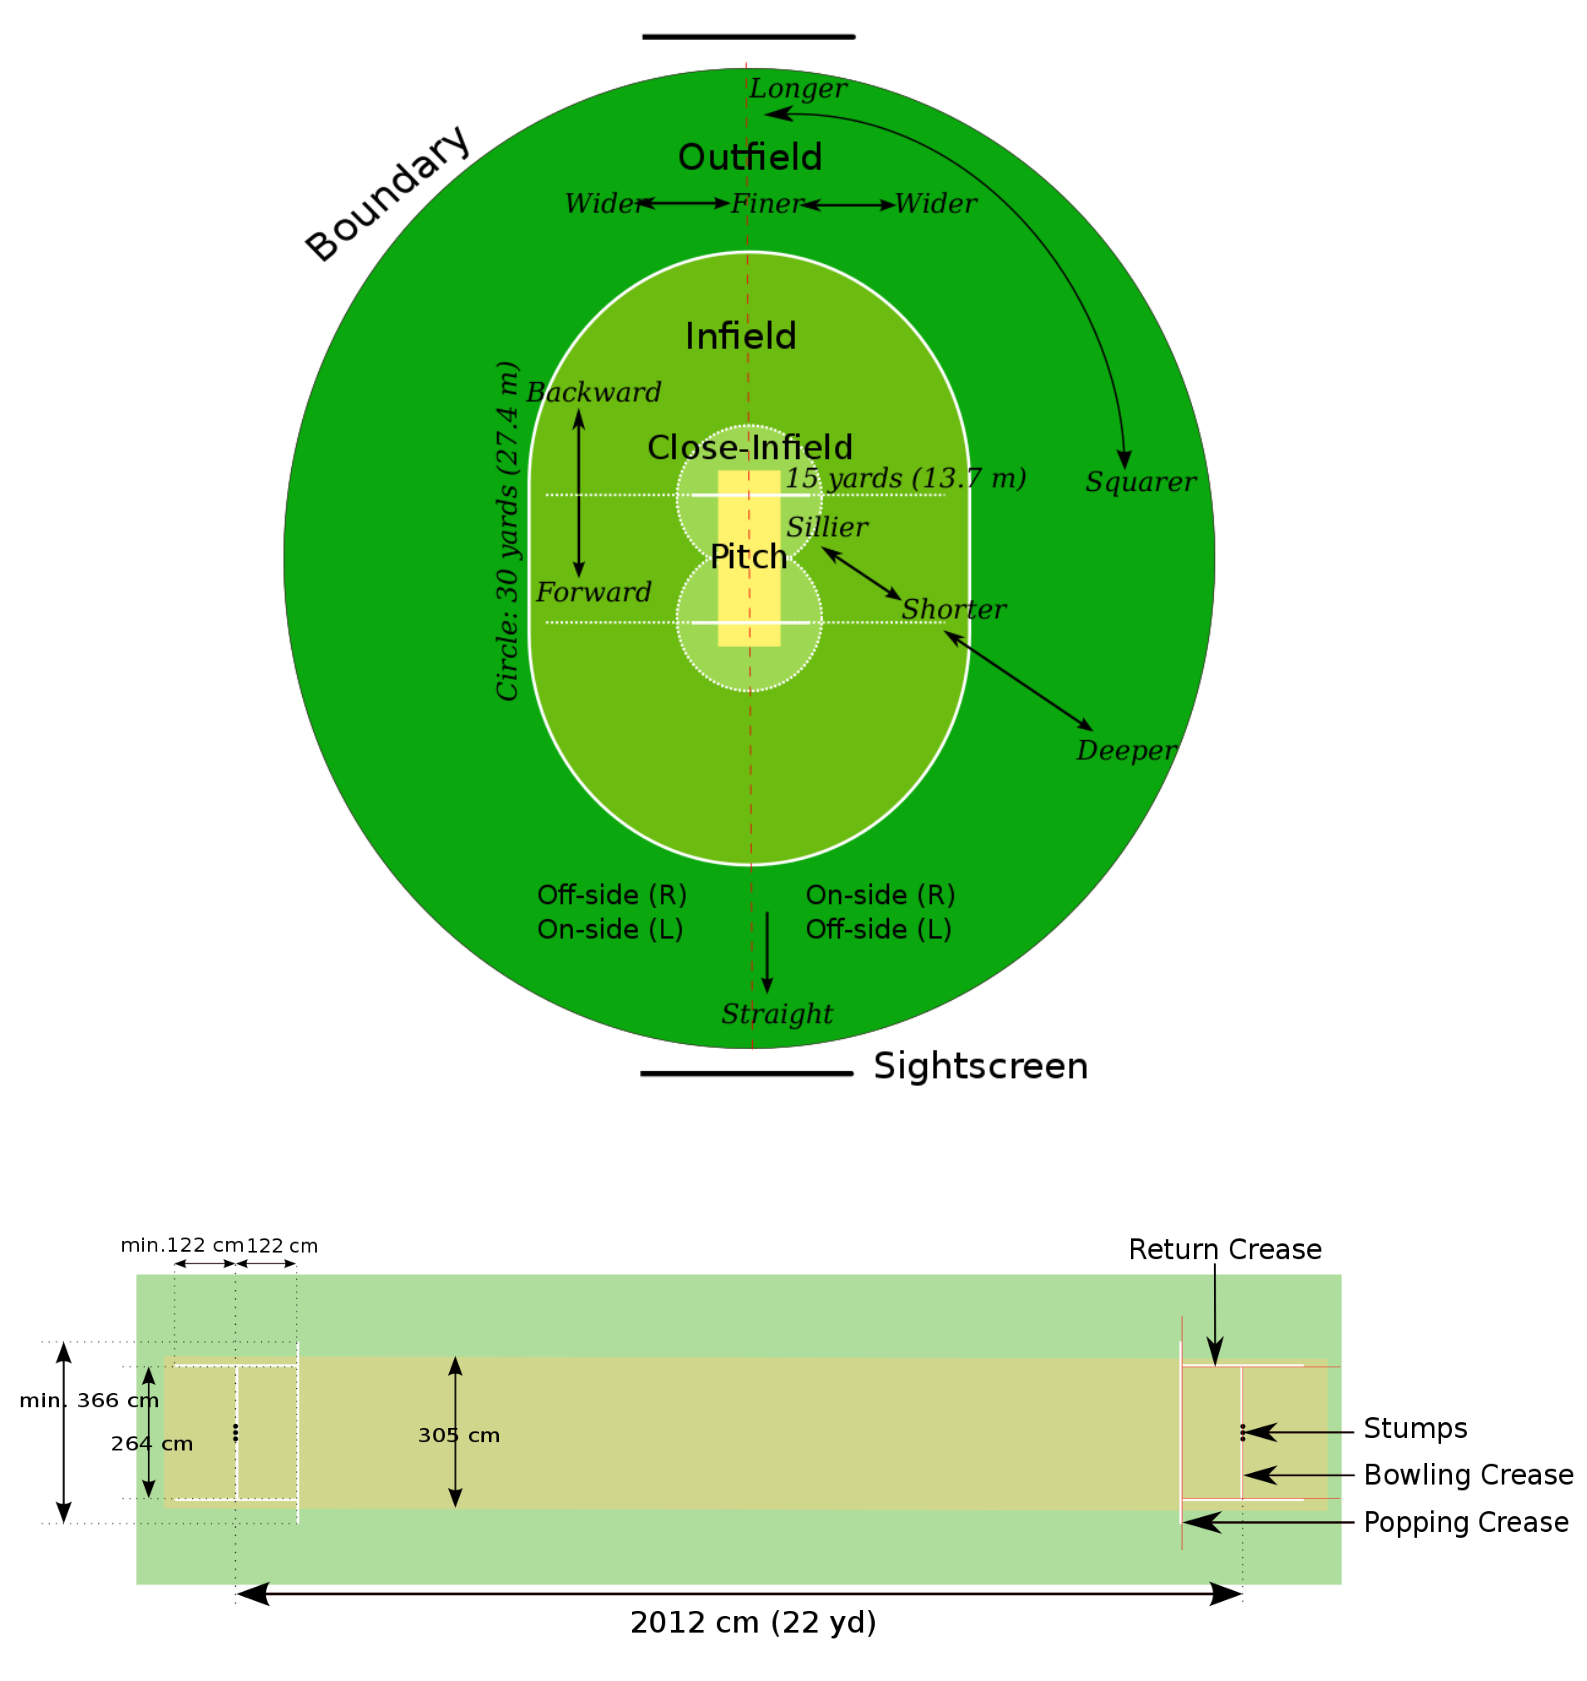 Longer
Boundary
Outfield
Wider
Finer
Wider
Infield
Backward
Circle: 30 yards (27.4 m)
Close-Infield
15 yards (13.7 m)
Squarer
Sillier
Pitch
Forward
Shorter
Deeper
Off-side (R)
On-side (R)
On-side (L)
Off-side (L)
Straight
Sightscreen
min.122 cm
122 cm
Return Crease
min. 366 cm
264 cm
305 cm
Stumps
Bowling Crease
Popping Crease
2012 cm (22 yd)